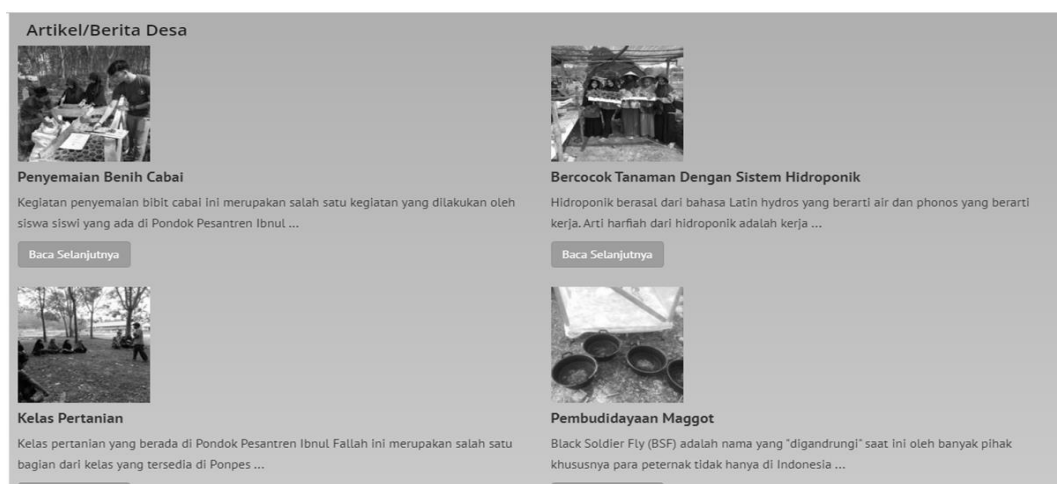 Artikel/Berita Desa
Penyemaian Benih Cabai
Kegiatan penyemaian bibit cabai ini merupakan salah satu kegiatan yang dilakukan oleh
siswa siswi yang ada di Pondok Pesantren Ibnul ...
Baca Selanjutnya
Bercocok Tanaman Dengan Sistem Hidroponik
Hidroponik berasal dari bahasa Latin hydros yang berarti air dan phonos yang berarti
kerja. Arti harfiah dari hidroponik adalah kerja ...
Baca Selanjutnya
Kelas Pertanian
Kelas pertanian yang berada di Pondok Pesantren Ibnul Fallah ini merupakan salah satu
bagian dari kelas yang tersedia di Ponpes ...
Pembudidayaan Maggot
Black Soldier Fly (BSF) adalah nama yang "digandrungi" saat ini oleh banyak pihak
khususnya para peternak tidak hanya di Indonesia ...